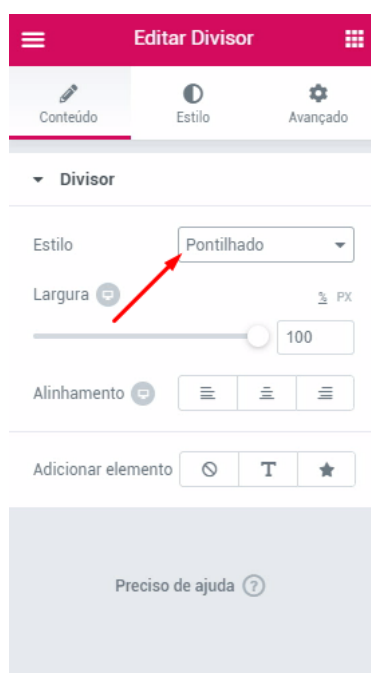 Editar Divisor
Conteúdo Estilo Avançado
Divisor
Estilo Pontilhado
Largura % PX
100
Alinhamento
Adicionar elemento T
Preciso de ajuda ?